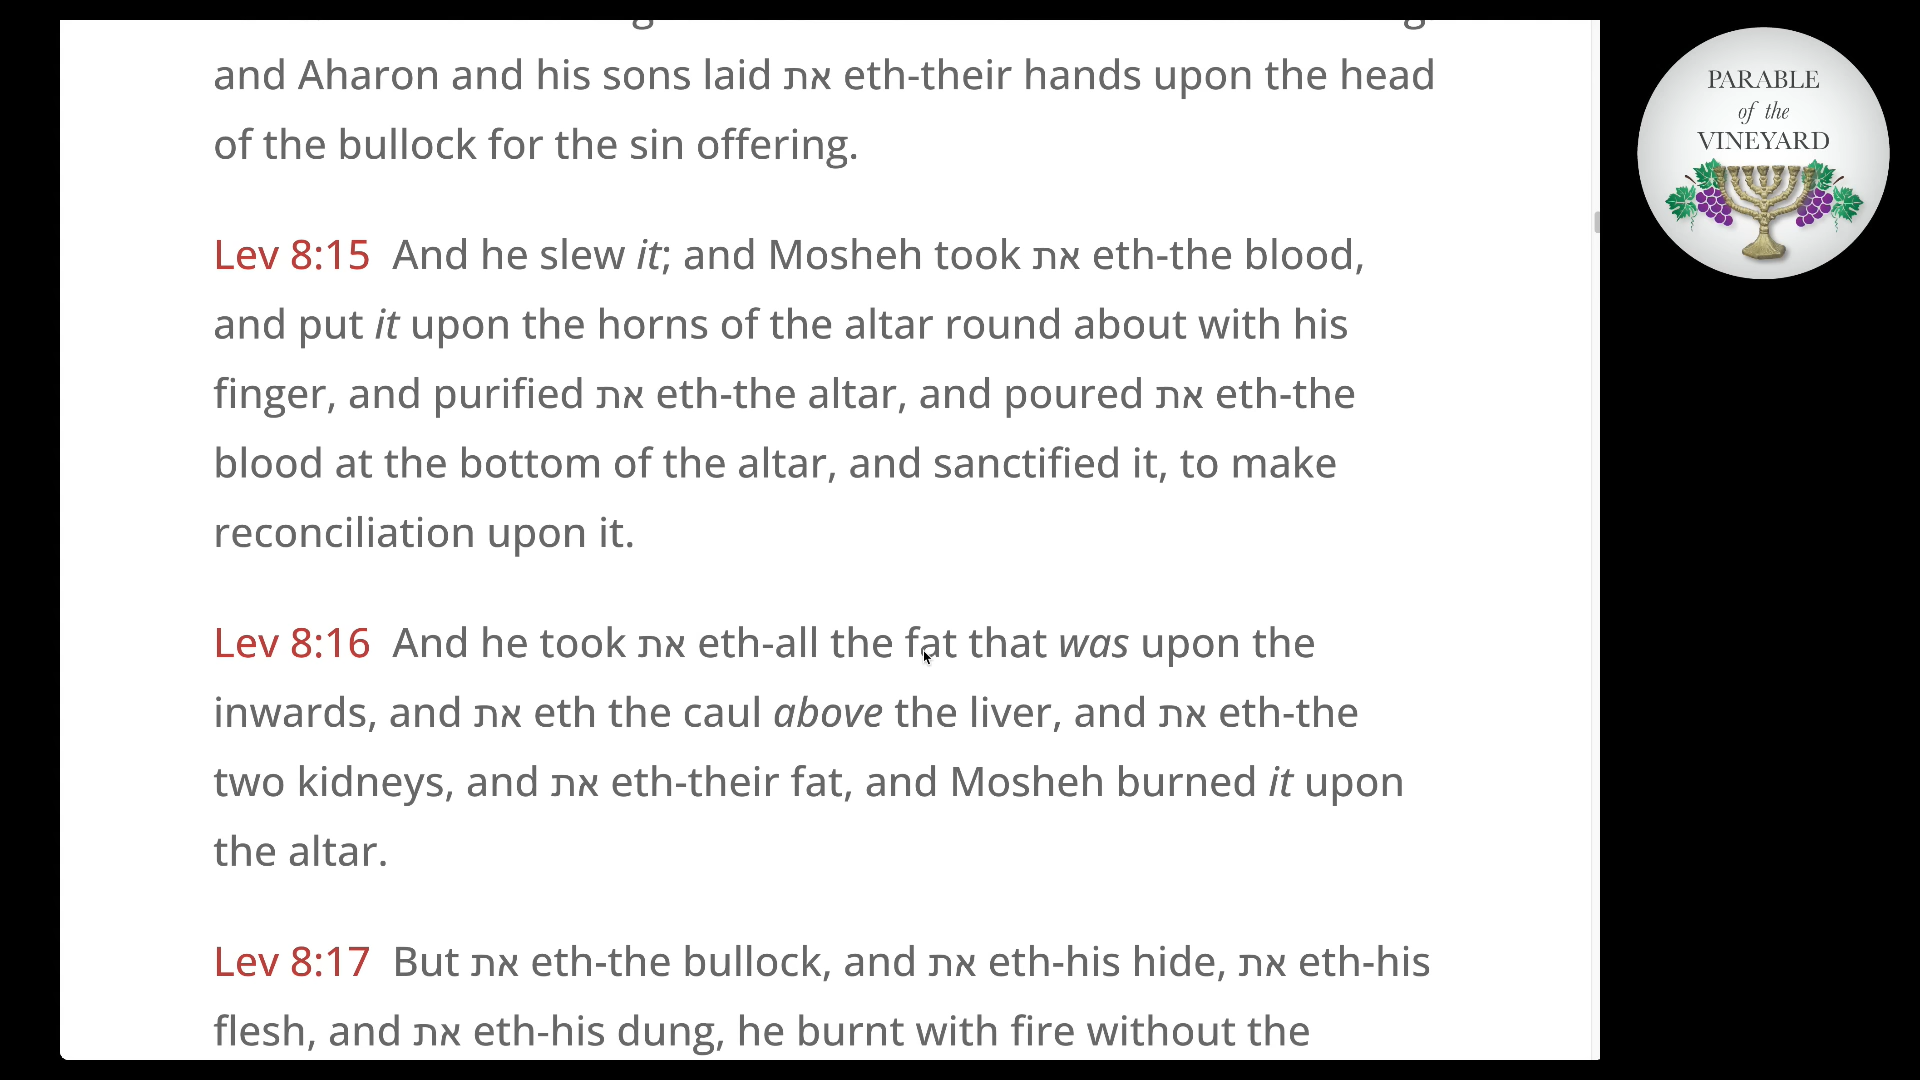 and Aharon and his sons laid את eth-their hands upon the head
of the bullock for the sin offering.
Lev 8:15 And he slew it; and Mosheh took את eth-the blood,
and put it upon the horns of the altar round about with his
finger, and purified את eth-the altar, and poured את eth-the
blood at the bottom of the altar, and sanctified it, to make
reconciliation upon it.
Lev 8:16 And he took את eth-all the fat that was upon the
inwards, and את eth the caul above the liver, and את eth-the
two kidneys, and את eth-their fat, and Mosheh burned it upon
the altar.
Lev 8:17 But את eth-the bullock, and את eth-his hide, את eth-his
flesh, and את eth-his dung, he burnt with fire without the
PARABLE
of the
VINEYARD